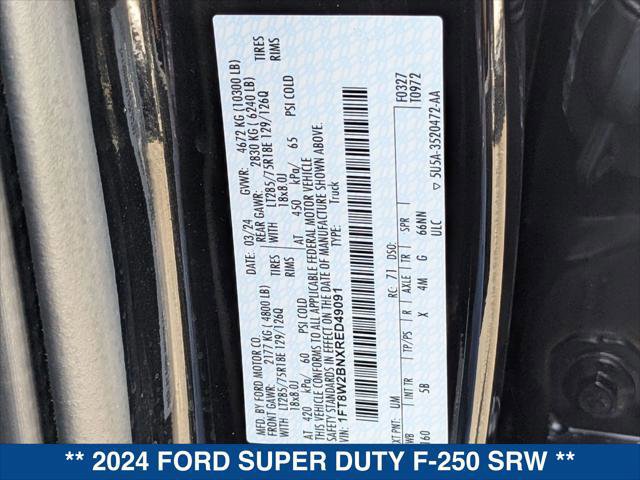 MFD. BY FORD MOTOR CO.
DATE: 03/24 GVWR: 4672 KG (10300 LB)
FRONT GAWR: 2177 KG (4800 LB) REAR GAWR: 2830 KG (6240 LB)
WITH WITH
LT285/75R18E 129/126Q TIRES LT285/75R18E 129/126Q TIRES
18x8.0J RIMS 18x8.0J RIMS
AT 420 kPa/ 60 PSI COLD AT 450 kPa/ 65 PSI COLD
THIS VEHICLE CONFORMS TO ALL APPLICABLE FEDERAL MOTOR VEHICLE
SAFETY AND THEFT PREVENTION STANDARDS IN EFFECT ON THE DATE OF MANUFACTURE SHOWN ABOVE.
VIN: 1FT8W2BNXRED49091 TYPE: Truck
F0327
T0972
EXT PNT: UM RC: 71 DSO:
WB INT TR TP/PS R AXLE TR SPR
160 5B X 4M G 66NN
ULC ▽ 5U5A-3520472-AA
** 2024 FORD SUPER DUTY F-250 SRW **